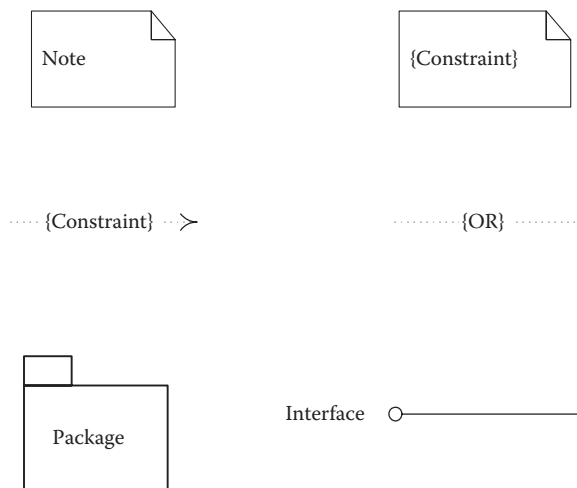 Note
{Constraint}
{Constraint}
{OR}
Package
Interface